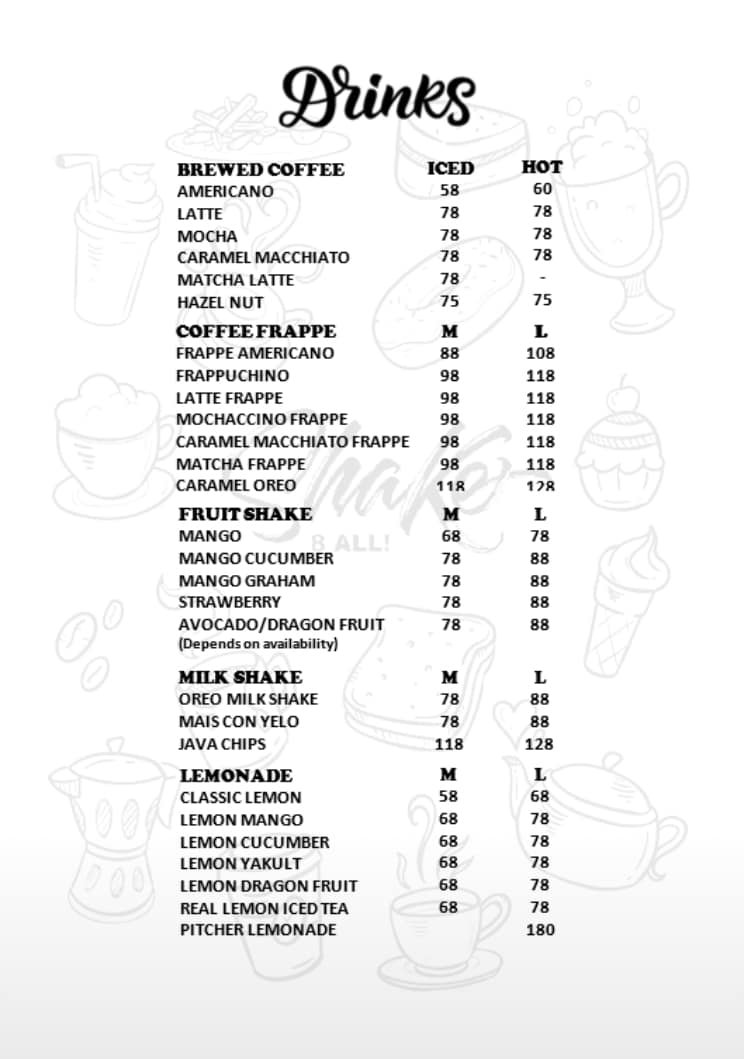 Drinks
BREWED COFFEE ICED HOT
AMERICANO 58 60
LATTE 78 78
MOCHA 78 78
CARAMEL MACCHIATO 78 78
MATCHA LATTE 78 -
HAZEL NUT 75 75
COFFEE FRAPPE M L
FRAPPE AMERICANO 88 108
FRAPPUCHINO 98 118
LATTE FRAPPE 98 118
MOCHACCINO FRAPPE 98 118
CARAMEL MACCHIATO FRAPPE 98 118
MATCHA FRAPPE 98 118
CARAMEL OREO 118 128
Shake
8 ALL!
FRUIT SHAKE M L
MANGO 68 78
MANGO CUCUMBER 78 88
MANGO GRAHAM 78 88
STRAWBERRY 78 88
AVOCADO/DRAGON FRUIT 78 88
(Depends on availability)
MILK SHAKE M L
OREO MILK SHAKE 78 88
MAIS CON YELO 78 88
JAVA CHIPS 118 128
LEMONADE M L
CLASSIC LEMON 58 68
LEMON MANGO 68 78
LEMON CUCUMBER 68 78
LEMON YAKULT 68 78
LEMON DRAGON FRUIT 68 78
REAL LEMON ICED TEA 68 78
PITCHER LEMONADE 180